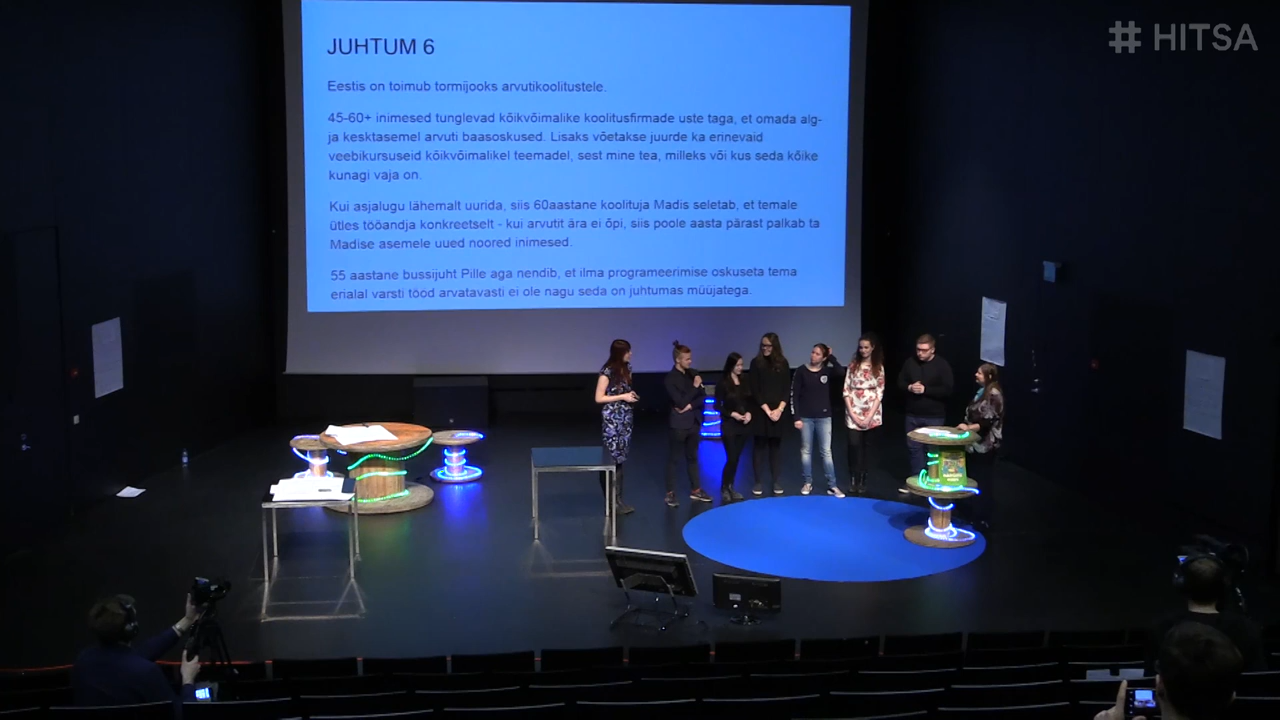 # HITSA
JUHTUM 6
Eestis on toimub tormijooks arvutikoolitustele.
45-60+ inimesed tunglevad kõikvõimalike koolitusfirmade uste taga, et omada alg-
ja kesktasemel arvuti baasoskused. Lisaks võetakse juurde ka erinevaid
veebikursuseid kõikvõimalikel teemadel, sest mine tea, milleks või kus seda kõike
kunagi vaja on.
Kui asjalugu lähemalt uurida, siis 60aastane koolituja Madis seletab, et temale
ütles tööandja konkreetselt - kui arvutit ära ei õpi, siis poole aasta pärast palkab ta
Madise asemele uued noored inimesed.
55 aastane bussijuht Pille aga nendib, et ilma programeerimise oskuseta tema
erialal varsti tööd arvatavasti ei ole nagu seda on juhtumas müüjatega.